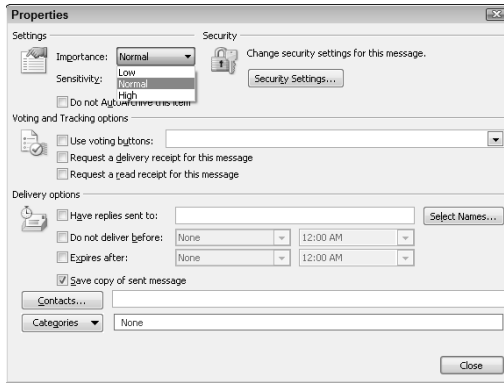 Properties
Settings
Security
Importance: Normal
Change security settings for this message.
Low
Sensitivity: Normal
Security Settings...
High
Do not AutoArchive this item
Voting and Tracking options
Use voting buttons:
Request a delivery receipt for this message
Request a read receipt for this message
Delivery options
Have replies sent to:
Select Names...
Do not deliver before: None 12:00 AM
Expires after: None 12:00 AM
Save copy of sent message
Contacts...
Categories None
Close